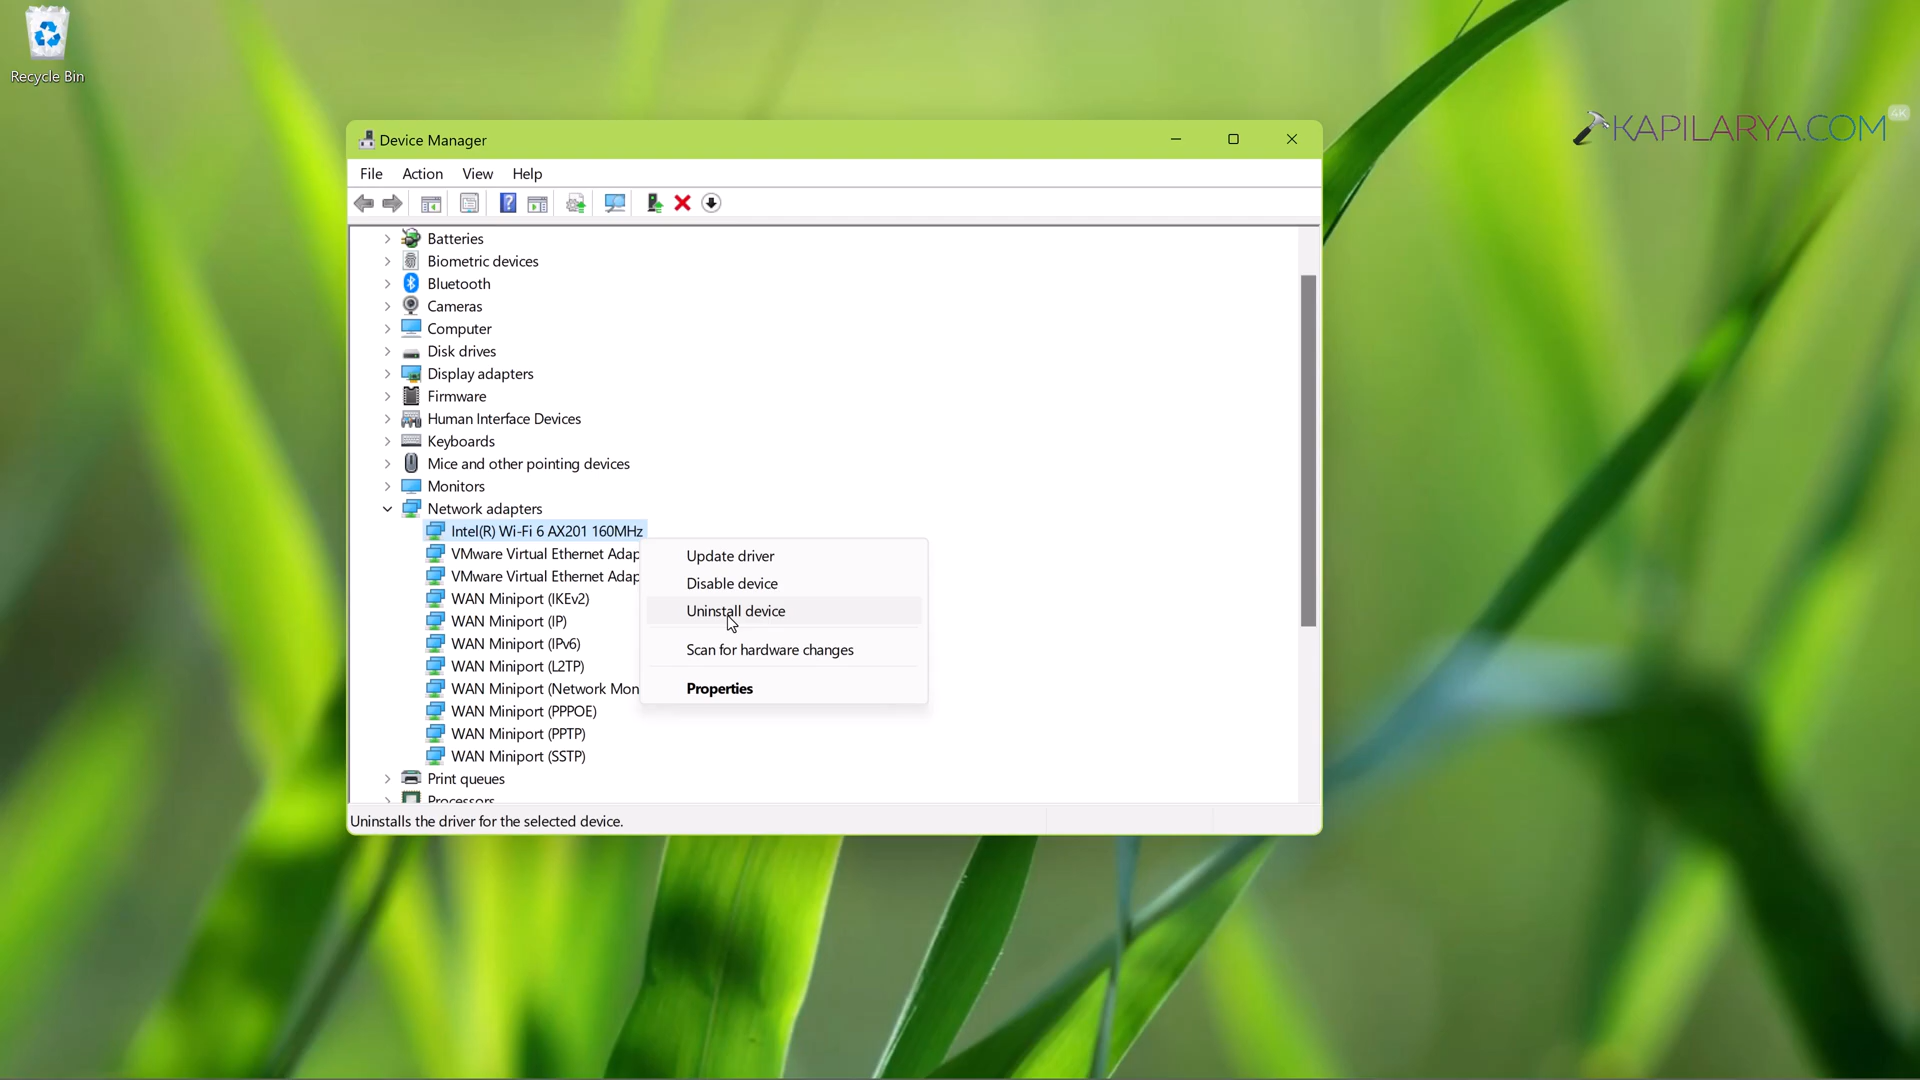 Recycle Bin
KAPILARYA.COM
4K
Device Manager
File Action View Help
Batteries
Biometric devices
Bluetooth
Cameras
Computer
Disk drives
Display adapters
Firmware
Human Interface Devices
Keyboards
Mice and other pointing devices
Monitors
Network adapters
Intel(R) Wi-Fi 6 AX201 160MHz
VMware Virtual Ethernet Adap
VMware Virtual Ethernet Adap
WAN Miniport (IKEv2)
WAN Miniport (IP)
WAN Miniport (IPv6)
WAN Miniport (L2TP)
WAN Miniport (Network Mon
WAN Miniport (PPPOE)
WAN Miniport (PPTP)
WAN Miniport (SSTP)
Print queues
Processors
Update driver
Disable device
Uninstall device
Scan for hardware changes
Properties
Uninstalls the driver for the selected device.